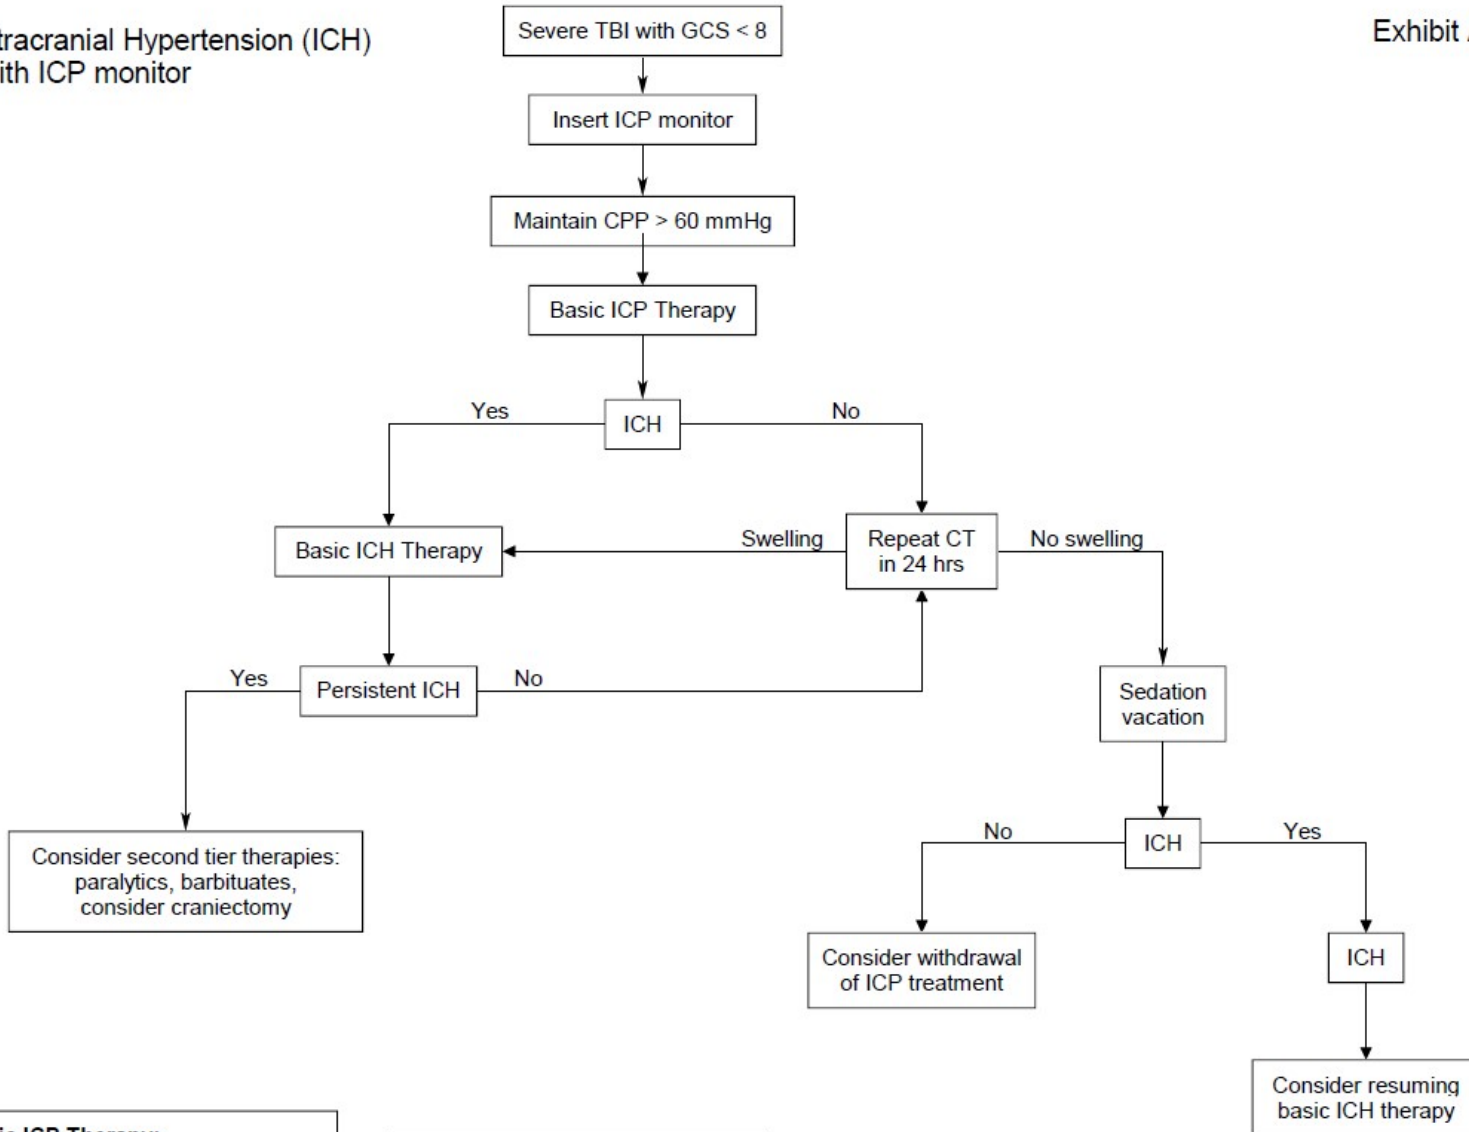 tracranial Hypertension (ICH)
ith ICP monitor
Exhibit
Severe TBI with GCS < 8
Insert ICP monitor
Maintain CPP > 60 mmHg
Basic ICP Therapy
ICH
Yes
No
Basic ICH Therapy
Swelling
Repeat CT
in 24 hrs
No swelling
Yes
Persistent ICH
No
Sedation
vacation
Consider second tier therapies:
paralytics, barbituates,
consider craniectomy
No
ICH
Yes
Consider withdrawal
of ICP treatment
ICH
Consider resuming
basic ICH therapy